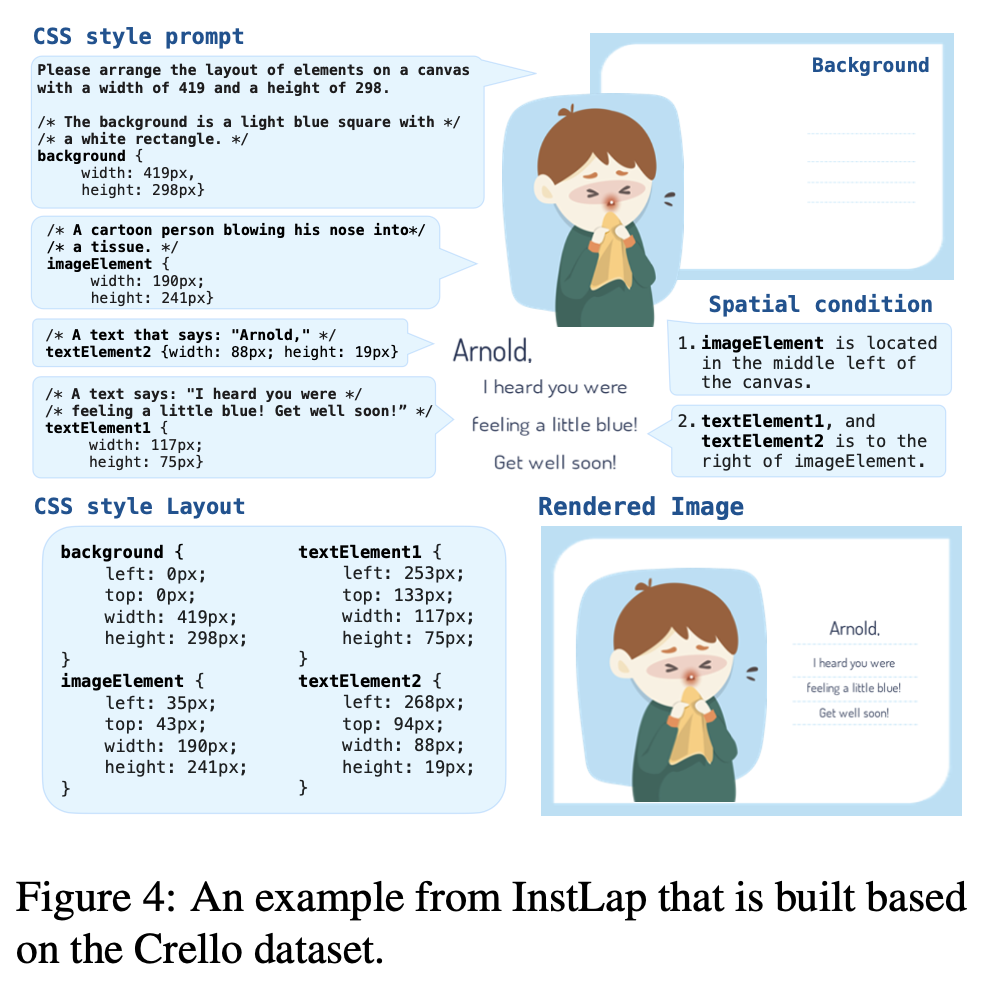 CSS style prompt
Please arrange the layout of elements on a canvas
with a width of 419 and a height of 298.
/* The background is a light blue square with */
/* a white rectangle. */
background {
width: 419px,
height: 298px}
/* A cartoon person blowing his nose into*/
/* a tissue. */
imageElement {
width: 190px;
height: 241px}
/* A text that says: "Arnold," */
textElement2 {width: 88px; height: 19px}
/* A text says: "I heard you were */
/* feeling a little blue! Get well soon!” */
textElement1 {
width: 117px;
height: 75px}
Background
Arnold,
I heard you were
feeling a little blue!
Get well soon!
Spatial condition
1. imageElement is located
in the middle left of
the canvas.
2. textElement1, and
textElement2 is to the
right of imageElement.
CSS style Layout
background {
left: 0px;
top: 0px;
width: 419px;
height: 298px;
}
imageElement {
left: 35px;
top: 43px;
width: 190px;
height: 241px;
}
textElement1 {
left: 253px;
top: 133px;
width: 117px;
height: 75px;
}
textElement2 {
left: 268px;
top: 94px;
width: 88px;
height: 19px;
}
Rendered Image
Arnold,
I heard you were
feeling a little blue!
Get well soon!
Figure 4: An example from InstLap that is built based
on the Crello dataset.